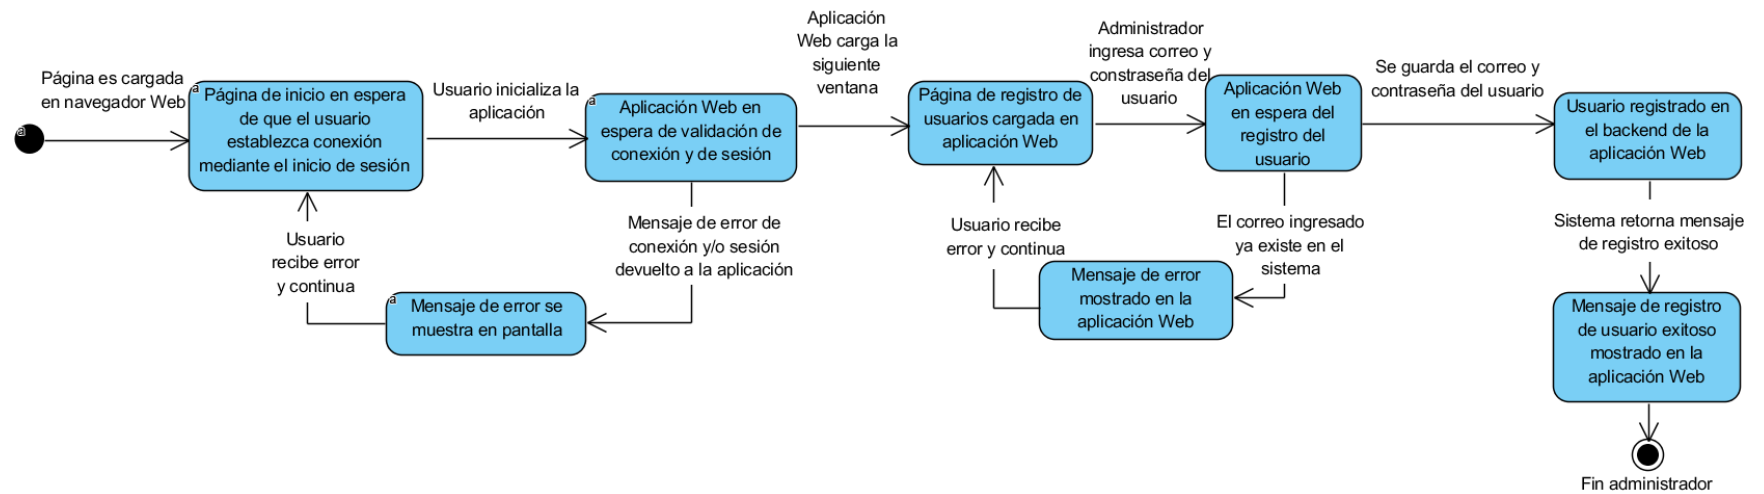 Página es cargada
en navegador Web
a
a
Página de inicio en espera
de que el usuario
establezca conexión
mediante el inicio de sesión
Usuario inicializa la
aplicación
a
Aplicación Web en
espera de validación de
conexión y de sesión
Aplicación
Web carga la
siguiente
ventana
Página de registro de
usuarios cargada en
aplicación Web
Administrador
ingresa correo y
constraseña del
usuario
Aplicación Web
en espera del
registro del
usuario
Se guarda el correo y
contraseña del usuario
Usuario registrado en
el backend de la
aplicación Web
Usuario
recibe error
y continua
Mensaje de error de
conexión y/o sesión
devuelto a la aplicación
a
Mensaje de error se
muestra en pantalla
Usuario recibe
error y continua
El correo ingresado
ya existe en el
sistema
Mensaje de error
mostrado en la
aplicación Web
Sistema retorna mensaje
de registro exitoso
Mensaje de registro
de usuario exitoso
mostrado en la
aplicación Web
Fin administrador